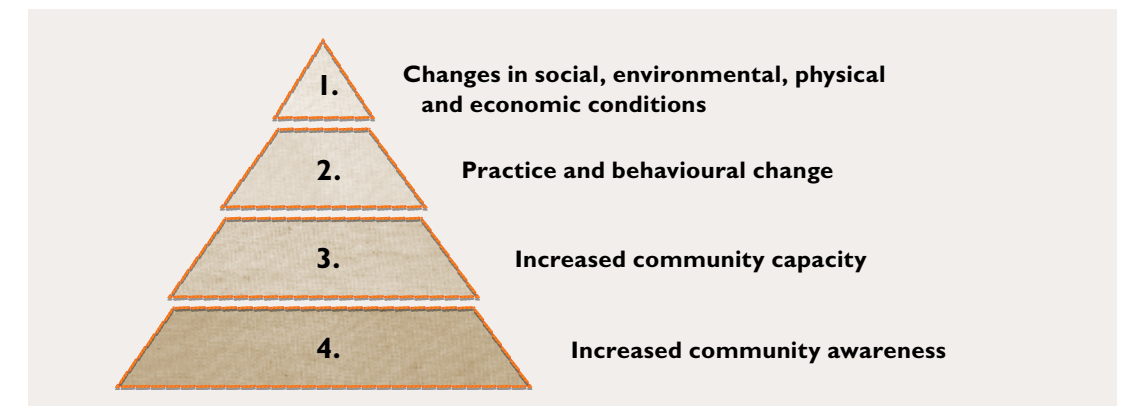 1.
Changes in social, environmental, physical
and economic conditions
2.
Practice and behavioural change
3.
Increased community capacity
4.
Increased community awareness